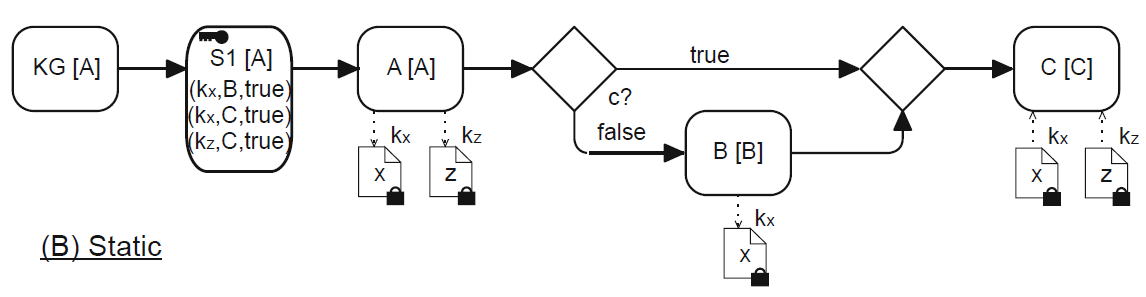 KG [A]
S1 [A]
(kx,B,true)
(kx,C,true)
(kz,C,true)
A [A]
kx
kz
x
z
c?
true
false
B [B]
kx
x
C [C]
kx
kz
x
z
(B) Static